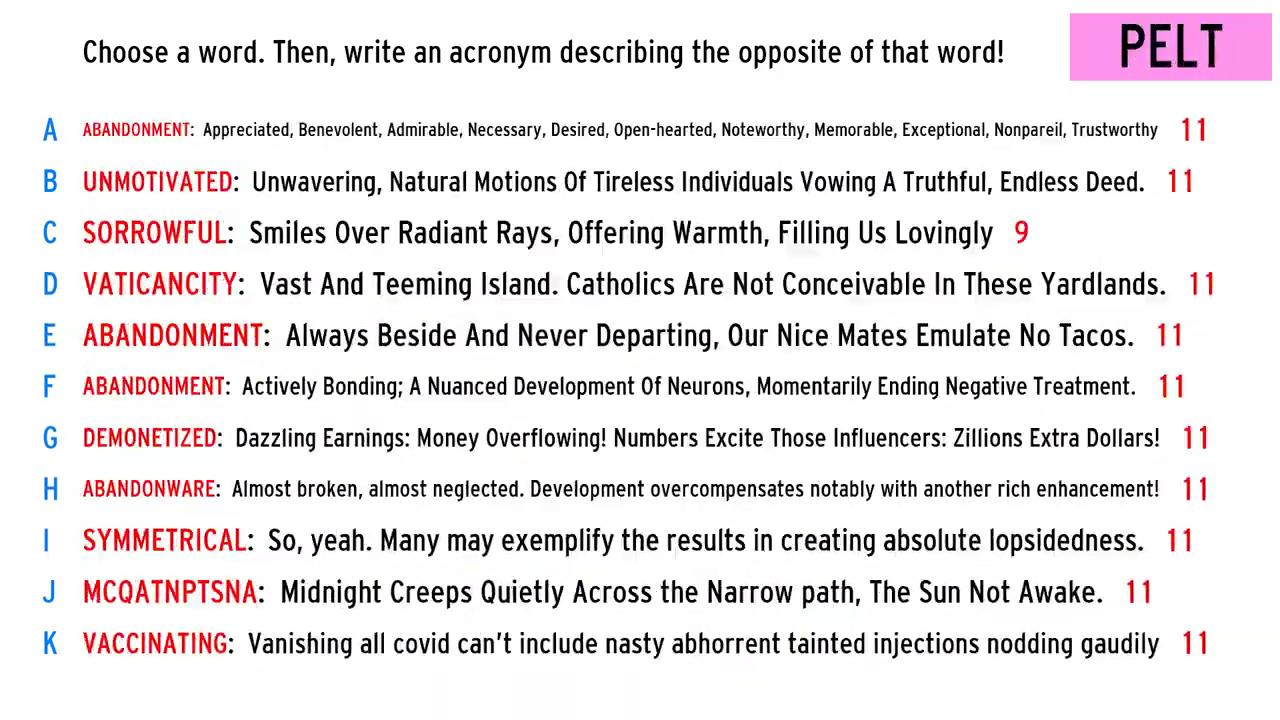 Choose a word. Then, write an acronym describing the opposite of that word!
PELT
A ABANDONMENT: Appreciated, Benevolent, Admirable, Necessary, Desired, Open-hearted, Noteworthy, Memorable, Exceptional, Nonpareil, Trustworthy 11
B UNMOTIVATED: Unwavering, Natural Motions Of Tireless Individuals Vowing A Truthful, Endless Deed. 11
C SORROWFUL: Smiles Over Radiant Rays, Offering Warmth, Filling Us Lovingly 9
D VATICANCITY: Vast And Teeming Island. Catholics Are Not Conceivable In These Yardlands. 11
E ABANDONMENT: Always Beside And Never Departing, Our Nice Mates Emulate No Tacos. 11
F ABANDONMENT: Actively Bonding; A Nuanced Development Of Neurons, Momentarily Ending Negative Treatment. 11
G DEMONETIZED: Dazzling Earnings: Money Overflowing! Numbers Excite Those Influencers: Zillions Extra Dollars! 11
H ABANDONWARE: Almost broken, almost neglected. Development overcompensates notably with another rich enhancement! 11
I SYMMETRICAL: So, yeah. Many may exemplify the results in creating absolute lopsidedness. 11
J MCQATNPTSNA: Midnight Creeps Quietly Across the Narrow path, The Sun Not Awake. 11
K VACCINATING: Vanishing all covid can't include nasty abhorrent tainted injections nodding gaudily 11